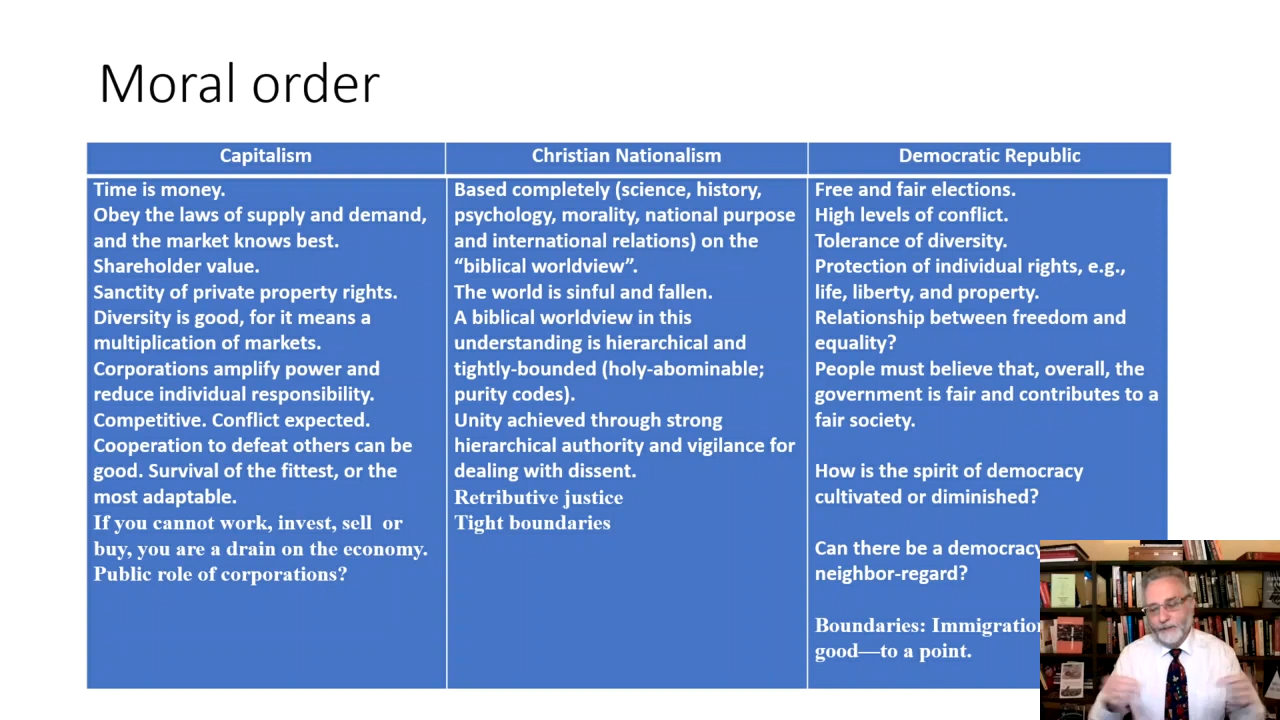 Moral order
Capitalism
Christian Nationalism
Democratic Republic
Time is money.
Obey the laws of supply and demand,
and the market knows best.
Shareholder value.
Sanctity of private property rights.
Diversity is good, for it means a
multiplication of markets.
Corporations amplify power and
reduce individual responsibility.
Competitive. Conflict expected.
Cooperation to defeat others can be
good. Survival of the fittest, or the
most adaptable.
If you cannot work, invest, sell or
buy, you are a drain on the economy.
Public role of corporations?
Based completely (science, history,
psychology, morality, national purpose
and international relations) on the
“biblical worldview”.
The world is sinful and fallen.
A biblical worldview in this
understanding is hierarchical and
tightly-bounded (holy-abominable;
purity codes).
Unity achieved through strong
hierarchical authority and vigilance for
dealing with dissent.
Retributive justice
Tight boundaries
Free and fair elections.
High levels of conflict.
Tolerance of diversity.
Protection of individual rights, e.g.,
life, liberty, and property.
Relationship between freedom and
equality?
People must believe that, overall, the
government is fair and contributes to a
fair society.
How is the spirit of democracy
cultivated or diminished?
Can there be a democracy
neighbor-regard?
Boundaries: Immigration
good—to a point.